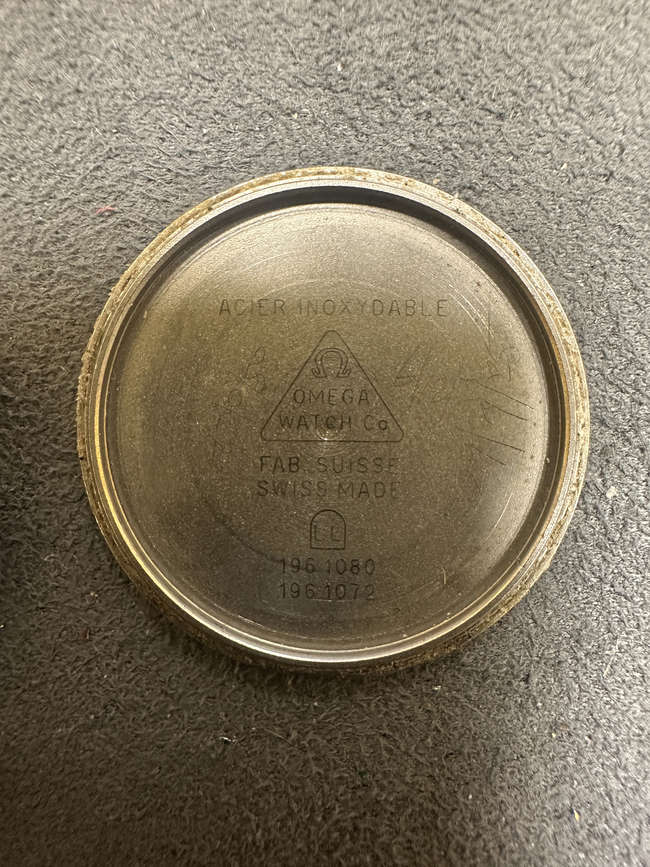 ACIER INOXYDABLE
Ω
OMEGA
WATCH Co
FAB. SUISSE
SWISS MADE
LL
196.1080
196.1072